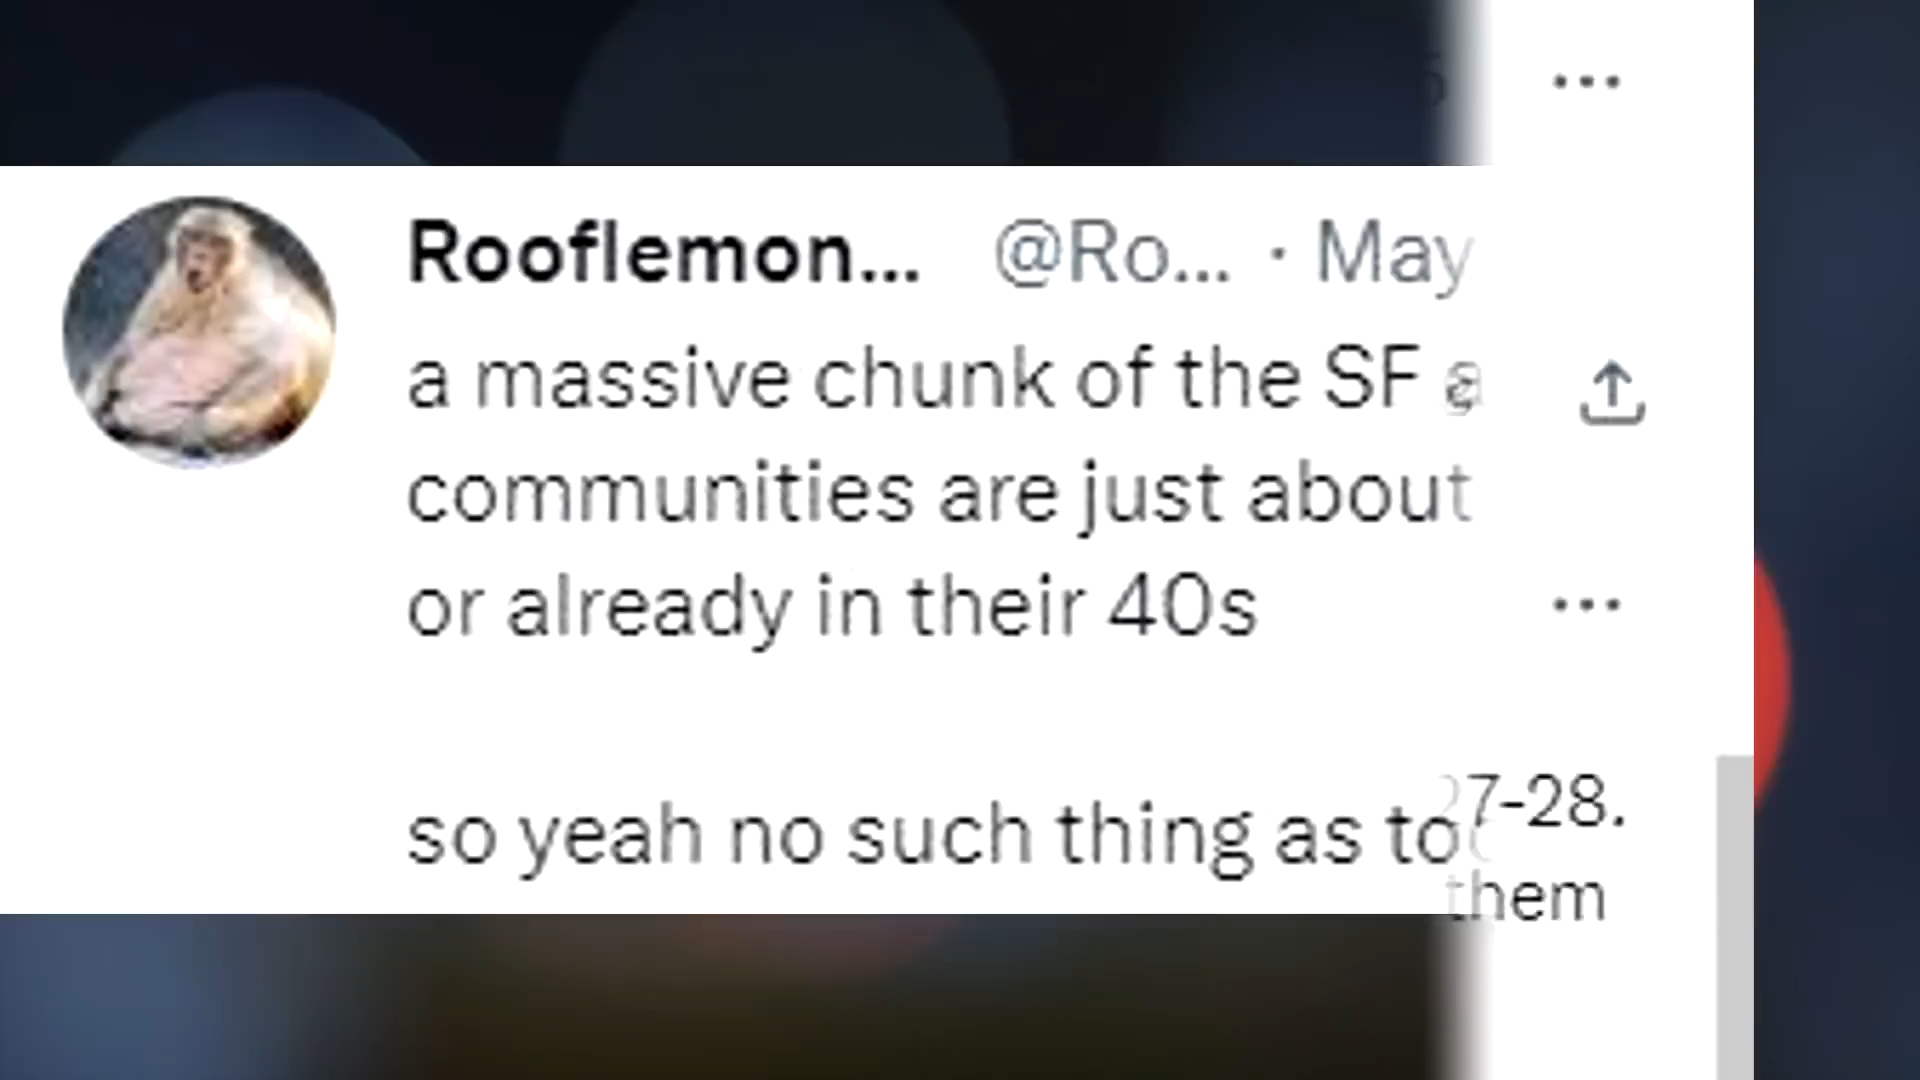 Rooflemon... @Ro... · May
a massive chunk of the SF
communities are just about
or already in their 40s
so yeah no such thing as
7-28.
them